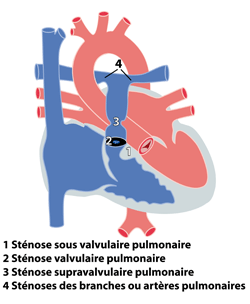 4
3
2
1
1 Sténose sous valvulaire pulmonaire
2 Sténose valvulaire pulmonaire
3 Sténose supravalvulaire pulmonaire
4 Sténoses des branches ou artères pulmonaires